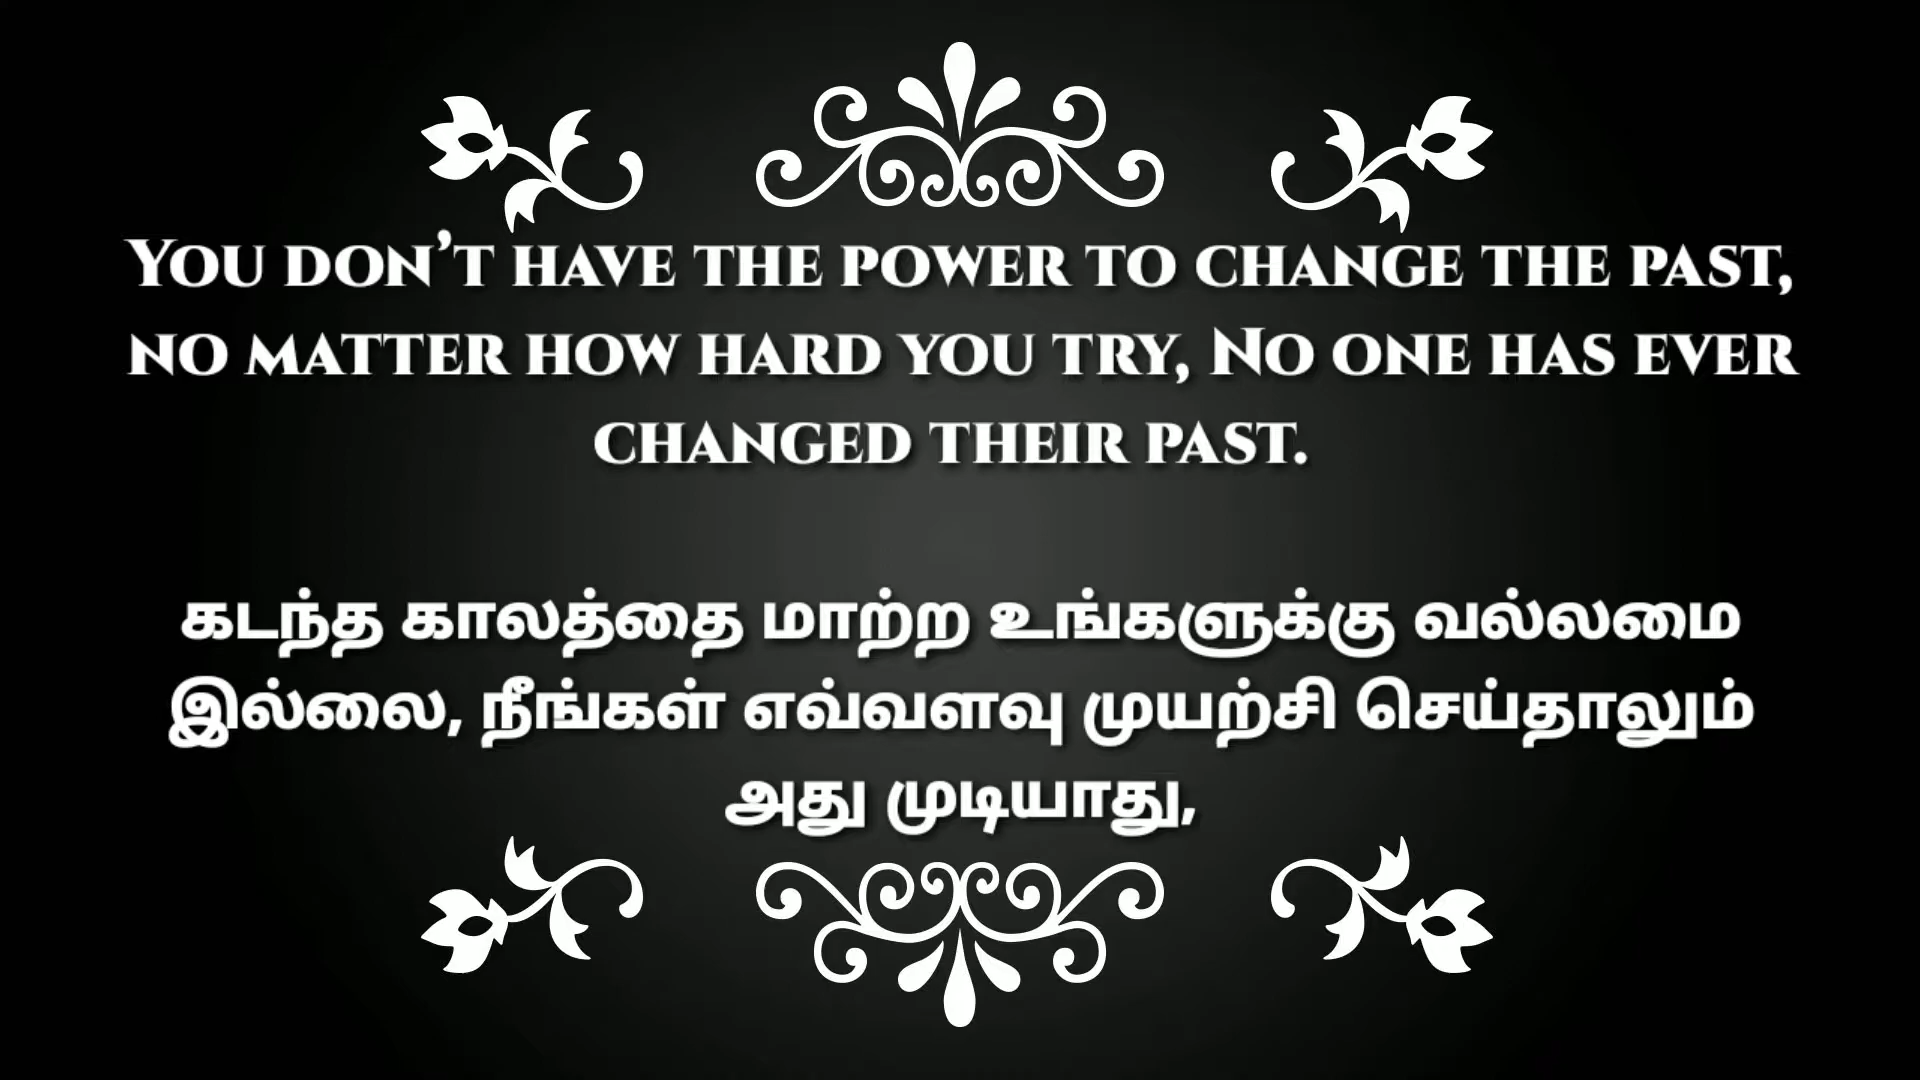 You don’t have the power to change the past,
no matter how hard you try, No one has ever
changed their past.
கடந்த காலத்தை மாற்ற உங்களுக்கு வல்லமை
இல்லை, நீங்கள் எவ்வளவு முயற்சி செய்தாலும்
அது முடியாது,